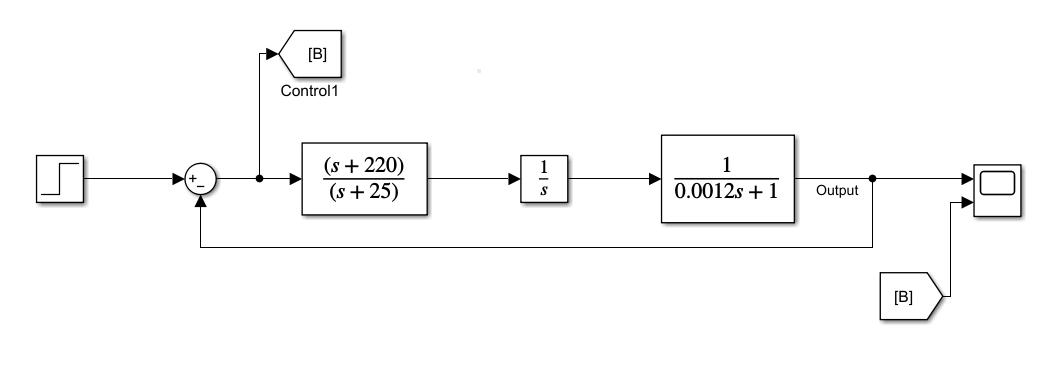 [B]
Control1
+
−
(s + 220)
(s + 25)
1
s
1
0.0012s + 1
Output
[B]